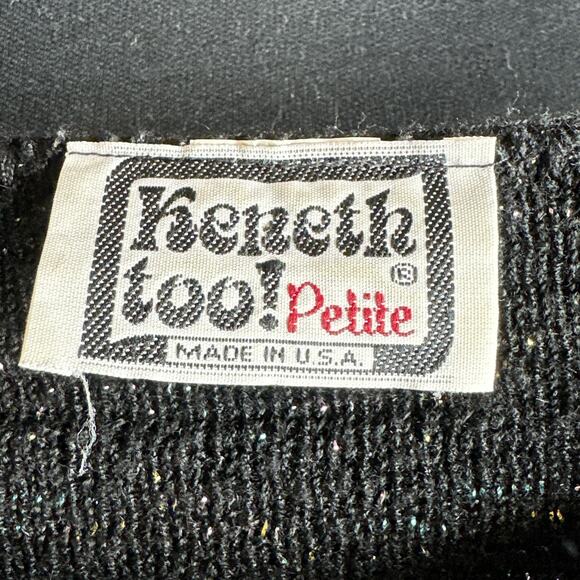 Keneth
too! Petite ®
MADE IN U.S.A.